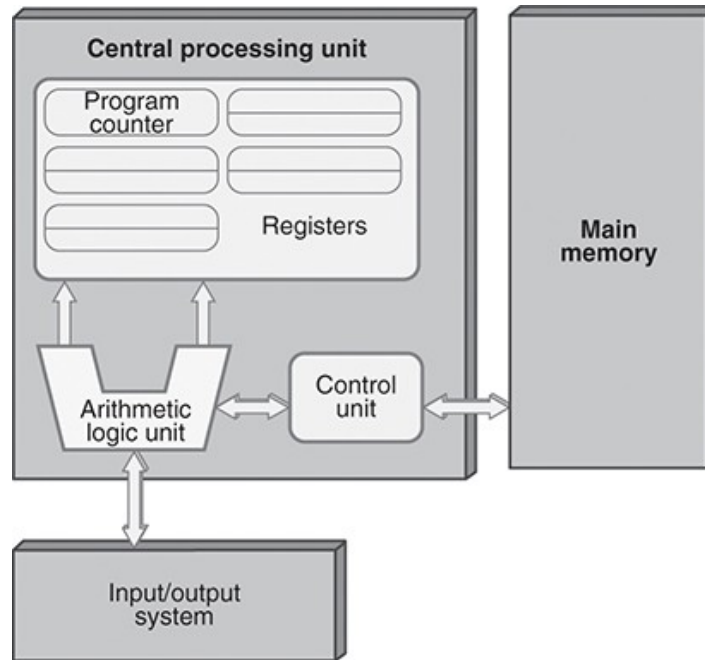 Central processing unit
Program
counter
Registers
Main
memory
Arithmetic
logic unit
Control
unit
Input/output
system